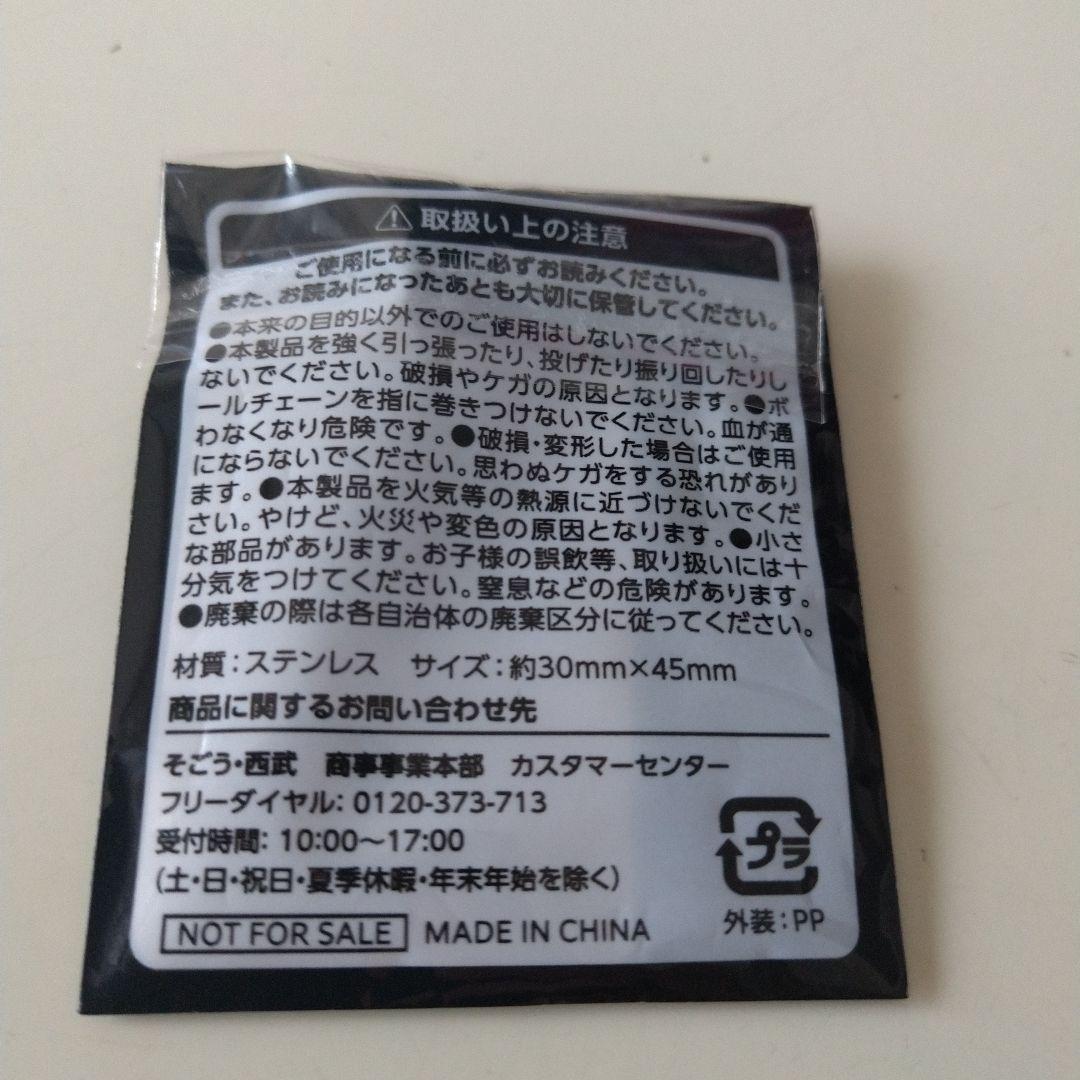 ⚠取扱い上の注意
ご使用になる前に必ずお読みください。
また、お読みになったあとも大切に保管してください。
●本来の目的以外でのご使用はしないでください。
●本製品を強く引っ張ったり、投げたり振り回したりし
ないでください。破損やケガの原因となります。●ボ
ールチェーンを指に巻きつけないでください。血が通
わなくなり危険です。●破損・変形した場合はご使用
にならないでください。思わぬケガをする恐れがあり
ます。●本製品を火気等の熱源に近づけないでくだ
さい。やけど、火災や変色の原因となります。●小さ
な部品があります。お子様の誤飲等、取り扱いには十
分気をつけてください。窒息などの危険があります。
●廃棄の際は各自治体の廃棄区分に従ってください。
材質:ステンレス サイズ:約30mm×45mm
商品に関するお問い合わせ先
そごう・西武 商事事業本部 カスタマーセンター
フリーダイヤル: 0120-373-713
受付時間: 10:00～17:00
(土・日・祝日・夏季休暇・年末年始を除く)
NOT FOR SALE MADE IN CHINA
プラ
外装:PP